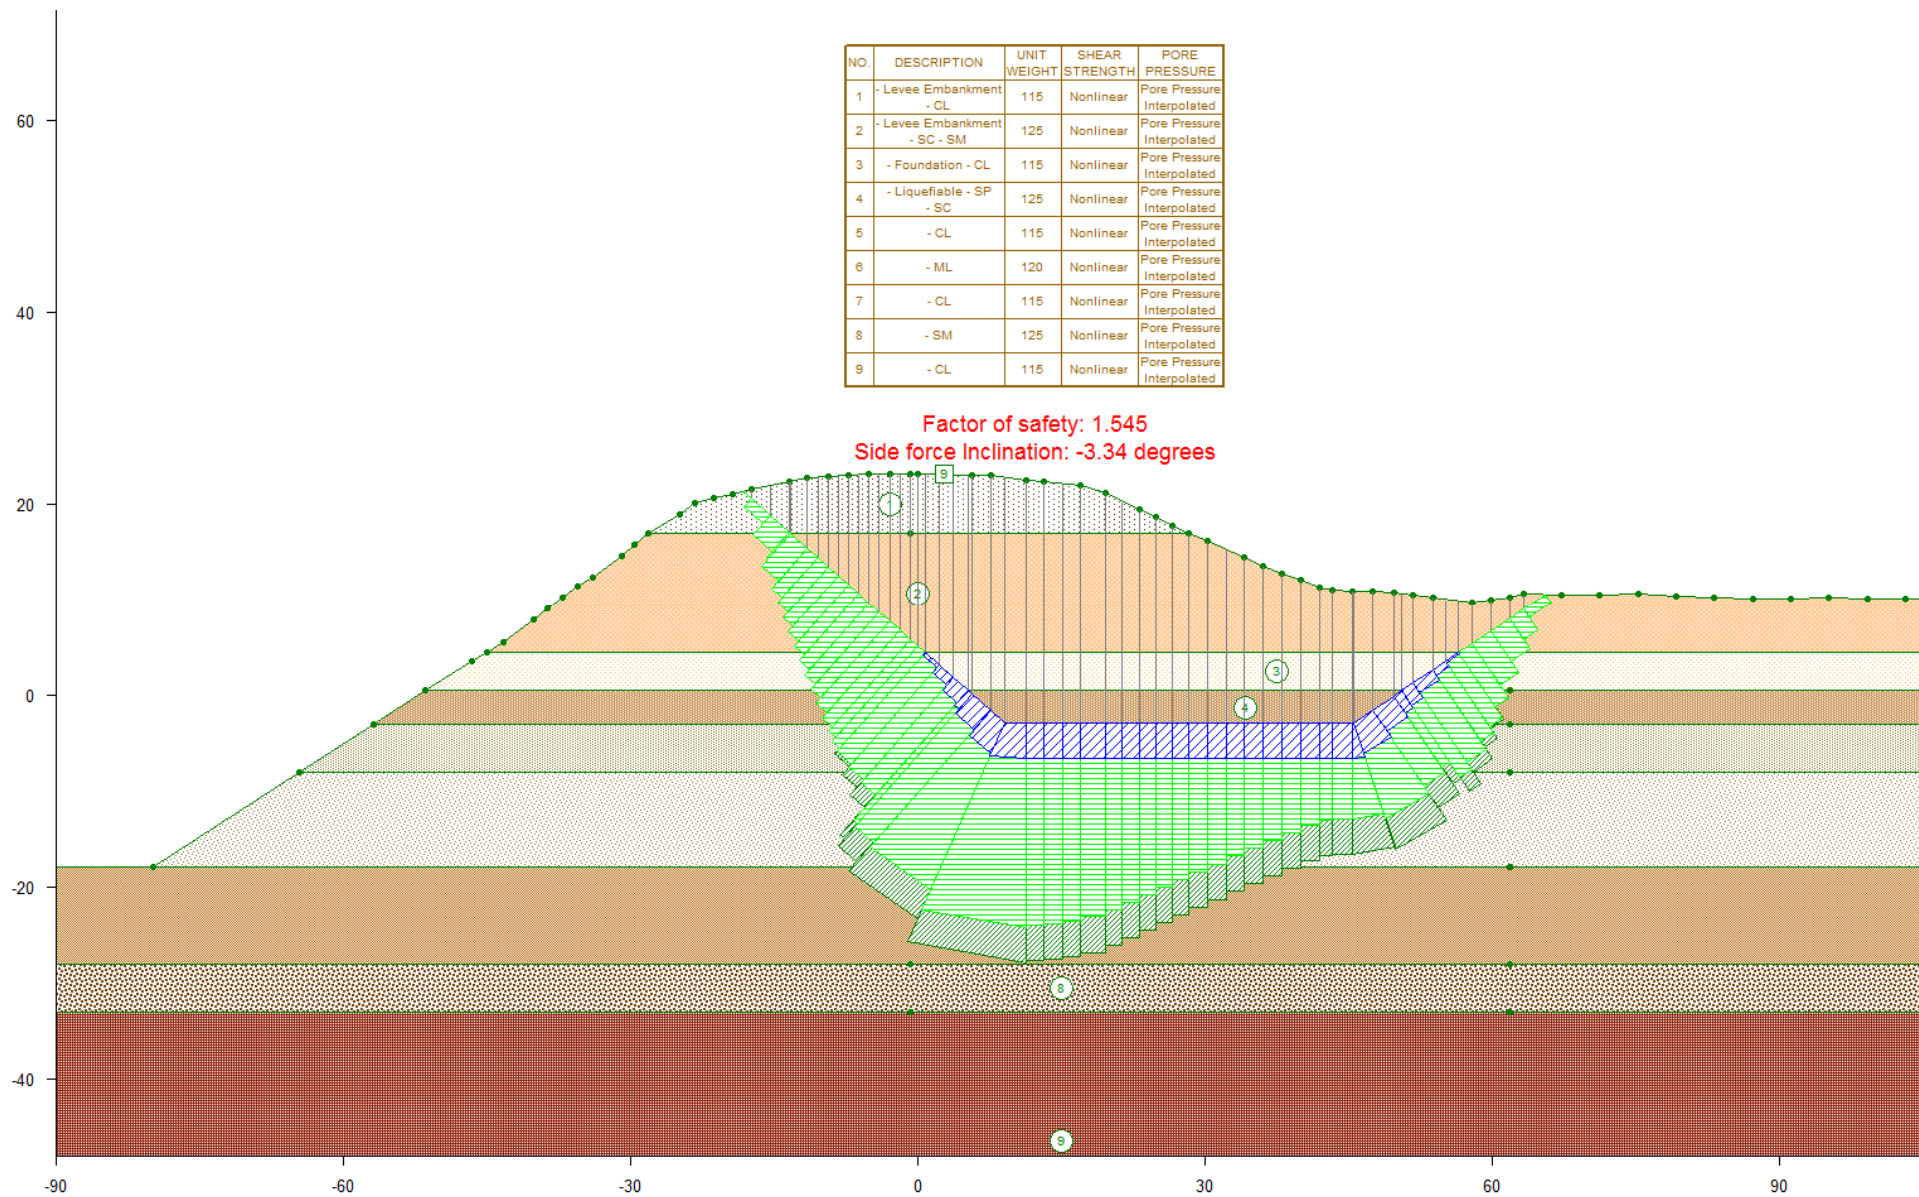 NO. DESCRIPTION UNIT WEIGHT SHEAR STRENGTH PORE PRESSURE
1 - Levee Embankment - CL 115 Nonlinear Pore Pressure Interpolated
2 - Levee Embankment - SC - SM 125 Nonlinear Pore Pressure Interpolated
3 - Foundation - CL 115 Nonlinear Pore Pressure Interpolated
4 - Liquefiable - SP - SC 125 Nonlinear Pore Pressure Interpolated
5 - CL 115 Nonlinear Pore Pressure Interpolated
6 - ML 120 Nonlinear Pore Pressure Interpolated
7 - CL 115 Nonlinear Pore Pressure Interpolated
8 - SM 125 Nonlinear Pore Pressure Interpolated
9 - CL 115 Nonlinear Pore Pressure Interpolated
Factor of safety: 1.545
Side force Inclination: -3.34 degrees
60
40
20
0
-20
-40
9
1
2
3
4
8
9
-90 -60 -30 0 30 60 90